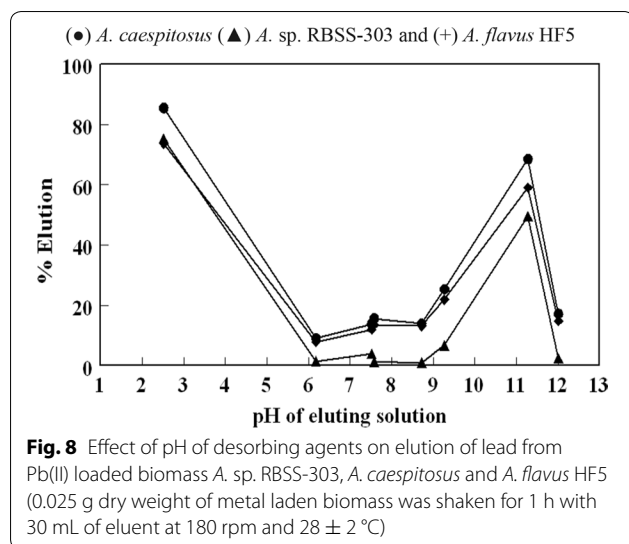 (●) A. caespitosus (▲) A. sp. RBSS-303 and (+) A. flavus HF5
100
80
60
40
20
0
% Elution
1 2 3 4 5 6 7 8 9 10 11 12 13
pH of eluting solution
Fig. 8 Effect of pH of desorbing agents on elution of lead from
Pb(II) loaded biomass A. sp. RBSS-303, A. caespitosus and A. flavus HF5
(0.025 g dry weight of metal laden biomass was shaken for 1 h with
30 mL of eluent at 180 rpm and 28 ± 2 °C)